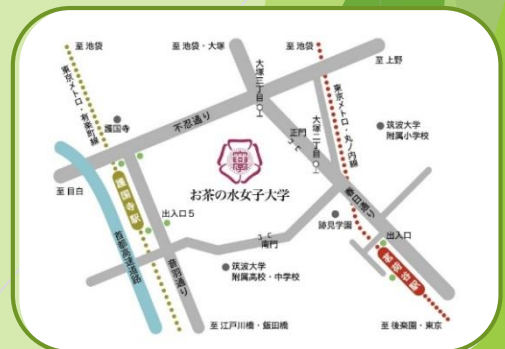 至 池袋
至 池袋・大塚
至 池袋
至 上野
東京メトロ・有楽町線
護国寺
不忍通り
大塚三丁目
東京メトロ・丸ノ内線
正門
大塚二丁目
筑波大学
附属小学校
至 目白
護国寺駅
お茶の水女子大学
春日通り
出入口5
跡見学園
出入口
首都高速道路
音羽通り
南門
筑波大学
附属高校・中学校
茗荷谷駅
至 江戸川橋・飯田橋
至 後楽園・東京